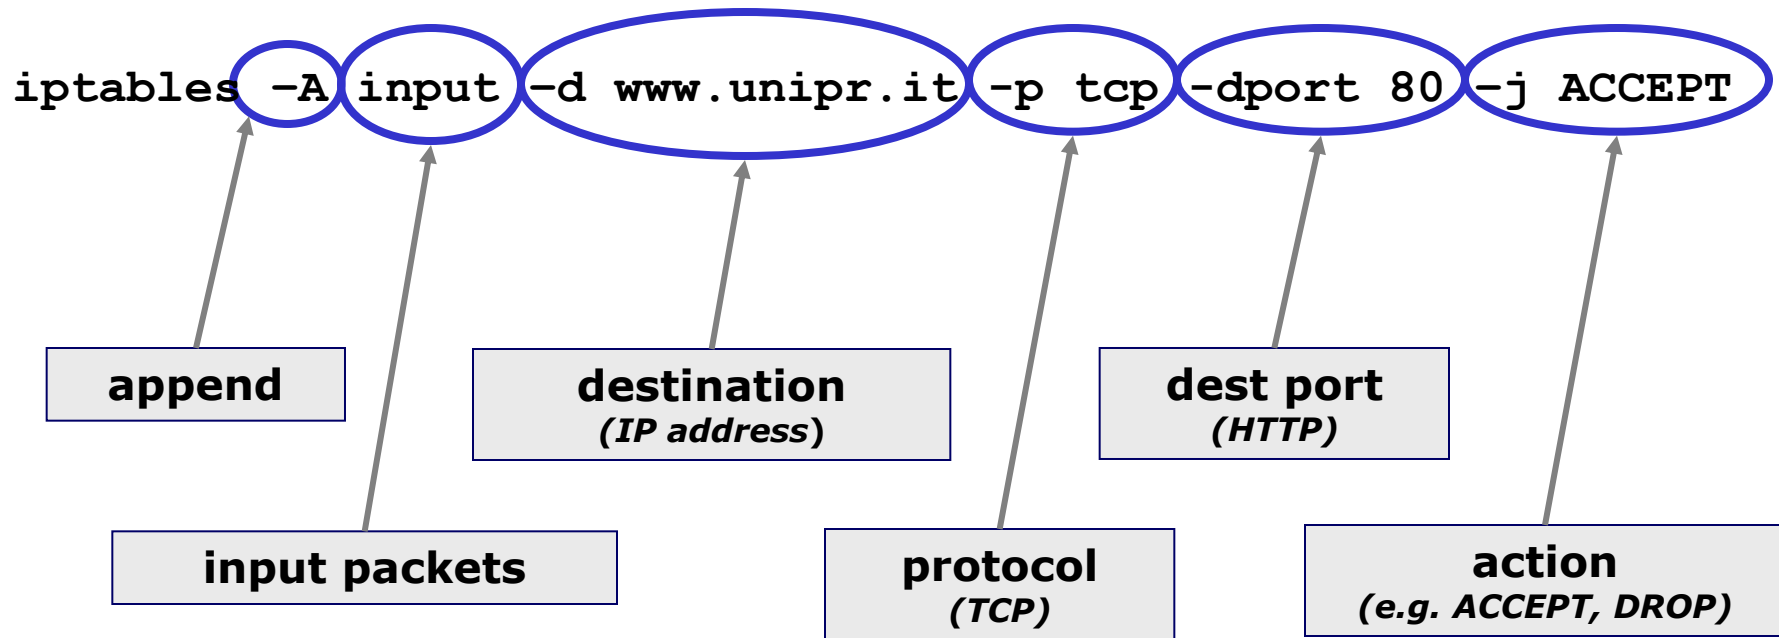 iptables –A input –d www.unipr.it -p tcp -dport 80 –j ACCEPT
append
destination
(IP address)
dest port
(HTTP)
input packets
protocol
(TCP)
action
(e.g. ACCEPT, DROP)